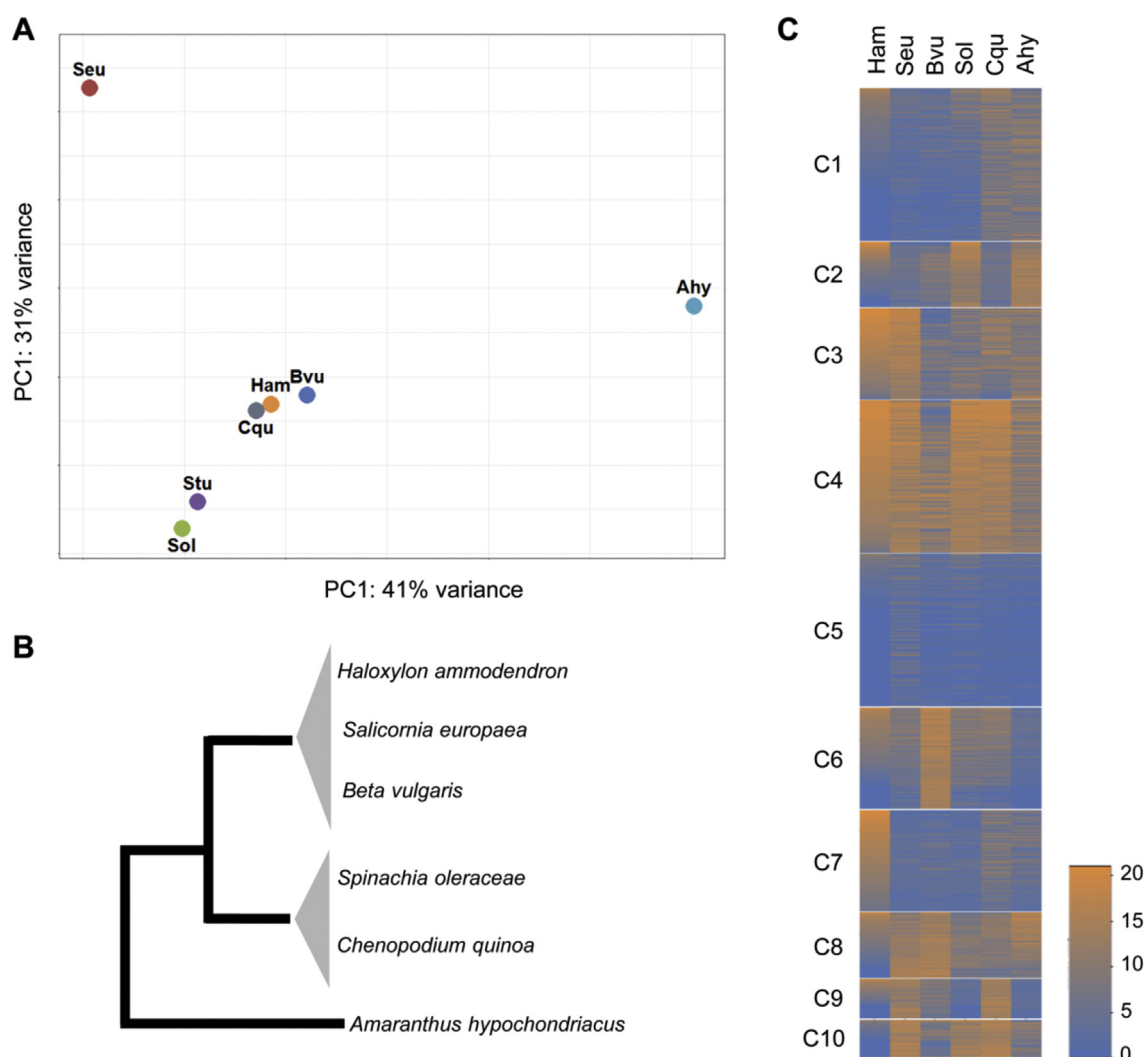 A
Seu
Ahy
Ham
Bvu
Cqu
Stu
Sol
PC1: 31% variance
PC1: 41% variance
B
Haloxylon ammodendron
Salicornia europaea
Beta vulgaris
Spinachia oleraceae
Chenopodium quinoa
Amaranthus hypochondriacus
C
Ham Seu Bvu Sol Cqu Ahy
C1
C2
C3
C4
C5
C6
C7
C8
C9
C10
20
15
10
5
0